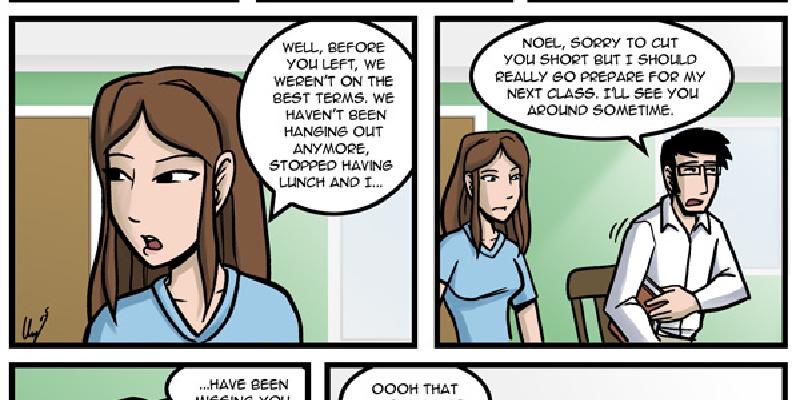 WELL, BEFORE
YOU LEFT, WE
WEREN'T ON THE
BEST TERMS. WE
HAVEN'T BEEN
HANGING OUT
ANYMORE,
STOPPED HAVING
LUNCH AND I...
NOEL, SORRY TO CUT
YOU SHORT BUT I SHOULD
REALLY GO PREPARE FOR MY
NEXT CLASS. I'LL SEE YOU
AROUND SOMETIME.
...HAVE BEEN
MISSING YOU
OOOH THAT